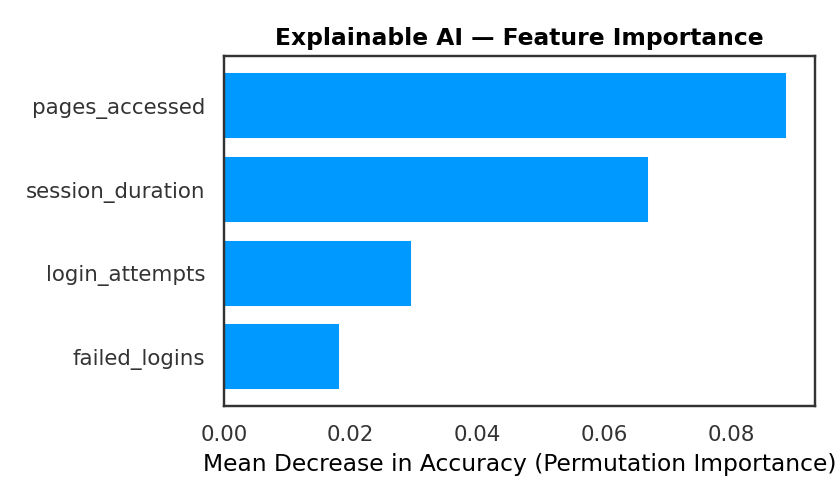 Explainable AI — Feature Importance
pages_accessed
session_duration
login_attempts
failed_logins
0.00 0.02 0.04 0.06 0.08
Mean Decrease in Accuracy (Permutation Importance)